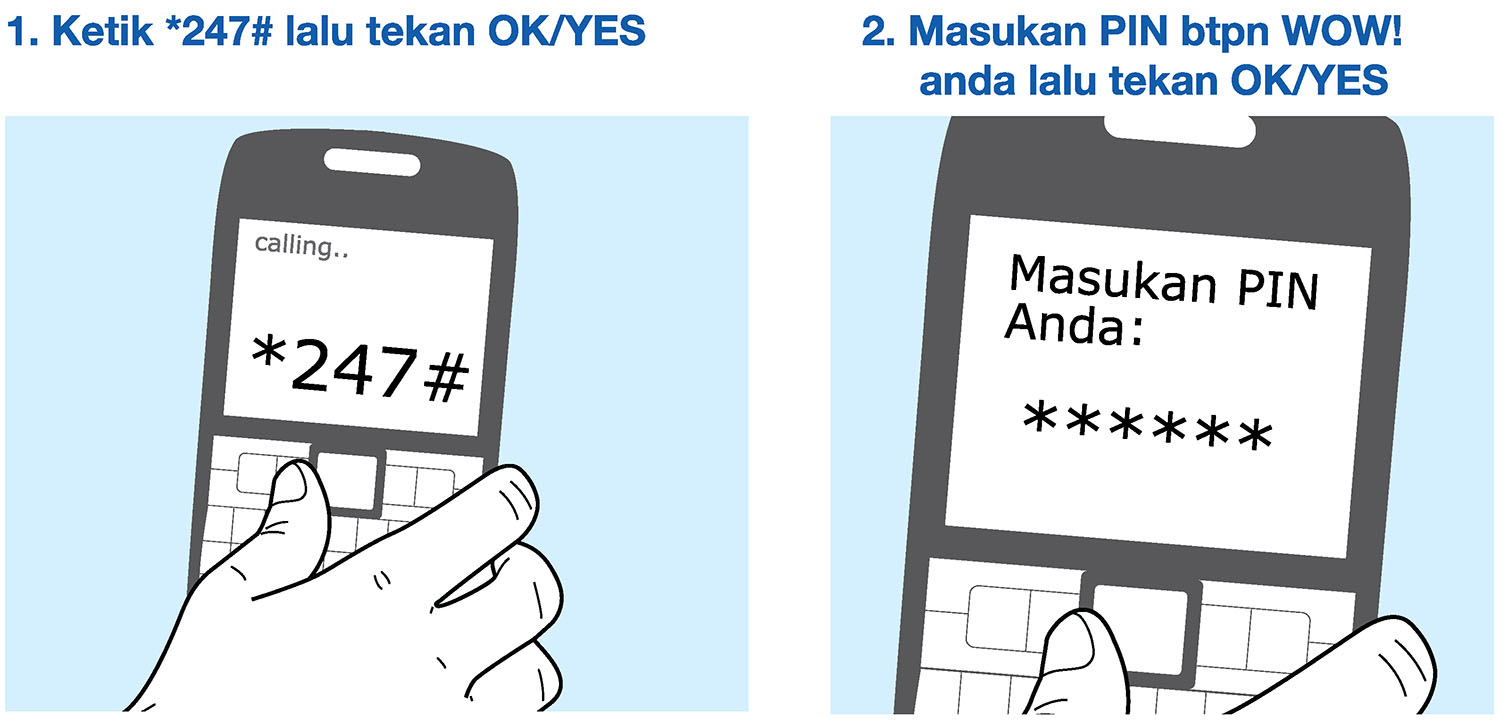 1. Ketik *247# lalu tekan OK/YES
calling..
*247#
2. Masukan PIN btpn WOW!
anda lalu tekan OK/YES
Masukan PIN
Anda:
******